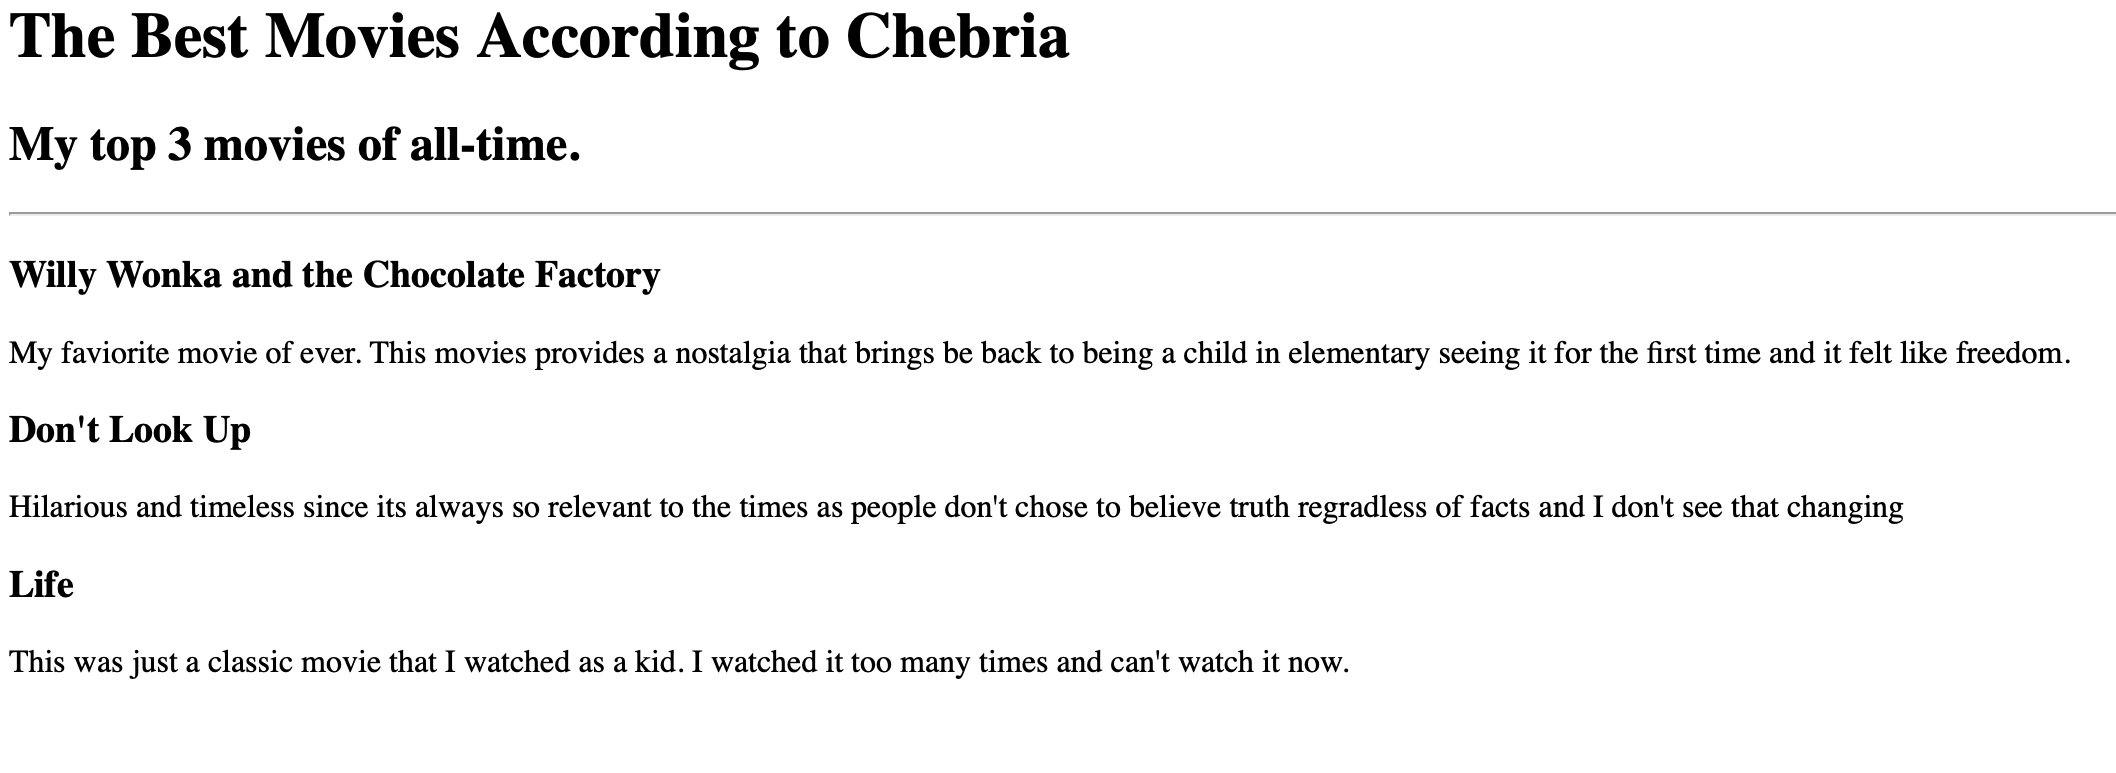 The Best Movies According to Chebria
My top 3 movies of all-time.
Willy Wonka and the Chocolate Factory
My faviorite movie of ever. This movies provides a nostalgia that brings be back to being a child in elementary seeing it for the first time and it felt like freedom.
Don't Look Up
Hilarious and timeless since its always so relevant to the times as people don't chose to believe truth regradless of facts and I don't see that changing
Life
This was just a classic movie that I watched as a kid. I watched it too many times and can't watch it now.